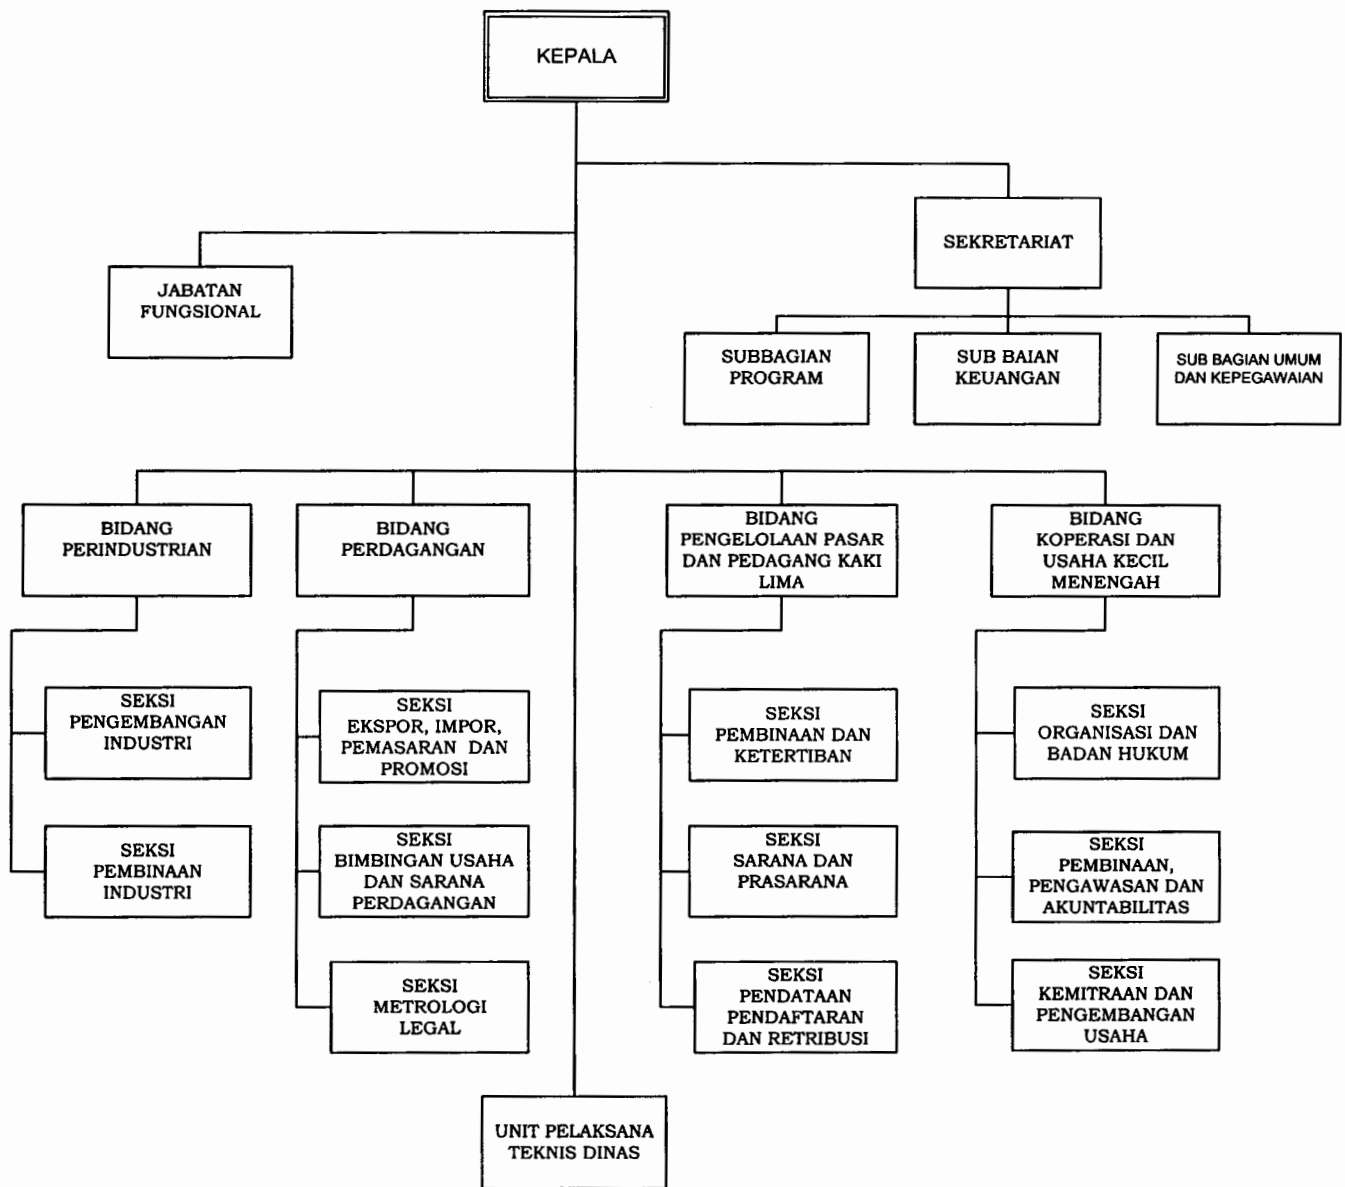 KEPALA
SEKRETARIAT
JABATAN
FUNGSIONAL
SUBBAGIAN
PROGRAM
SUB BAIAN
KEUANGAN
SUB BAGIAN UMUM
DAN KEPEGAWAIAN
BIDANG
PERINDUSTRIAN
BIDANG
PERDAGANGAN
BIDANG
PENGELOLAAN PASAR
DAN PEDAGANG KAKI
LIMA
BIDANG
KOPERASI DAN
USAHA KECIL
MENENGAH
SEKSI
PENGEMBANGAN
INDUSTRI
SEKSI
EKSPOR, IMPOR,
PEMASARAN DAN
PROMOSI
SEKSI
PEMBINAAN DAN
KETERTIBAN
SEKSI
ORGANISASI DAN
BADAN HUKUM
SEKSI
PEMBINAAN
INDUSTRI
SEKSI
BIMBINGAN USAHA
DAN SARANA
PERDAGANGAN
SEKSI
SARANA DAN
PRASARANA
SEKSI
PEMBINAAN,
PENGAWASAN DAN
AKUNTABILITAS
SEKSI
METROLOGI
LEGAL
SEKSI
PENDATAAN
PENDAFTARAN
DAN RETRIBUSI
SEKSI
KEMITRAAN DAN
PENGEMBANGAN
USAHA
UNIT PELAKSANA
TEKNIS DINAS